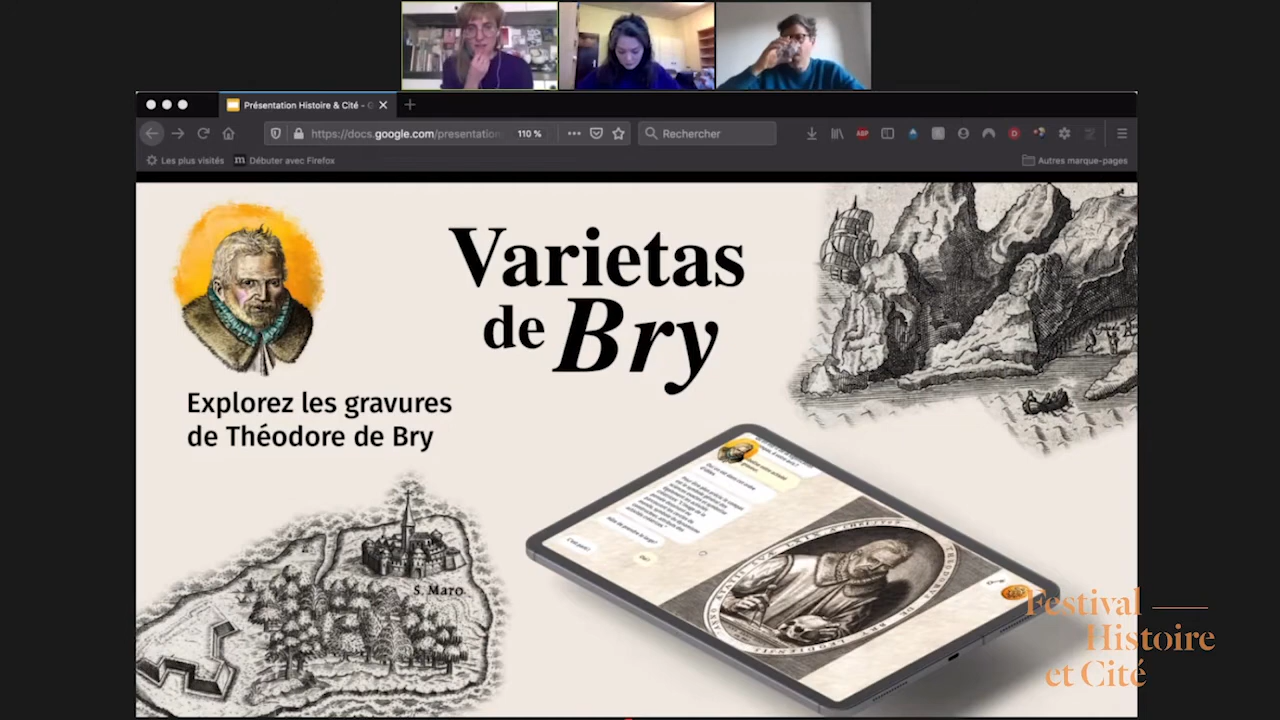 Présentation Histoire & Cité - G
https://docs.google.com/presentation
110 %
Rechercher
ABP
Les plus visités
m Débuter avec Firefox
Autres marque-pages
Varietas
de Bry
Explorez les gravures
de Théodore de Bry
S. Maro
Festival
Histoire
et Cité